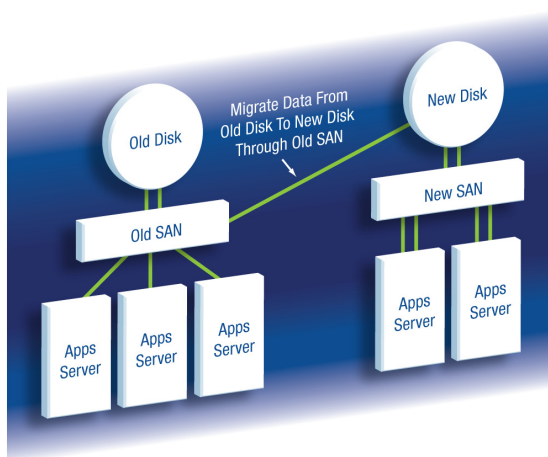 Migrate Data From
Old Disk To New Disk
Through Old SAN
Old Disk
New Disk
Old SAN
New SAN
Apps
Server
Apps
Server
Apps
Server
Apps
Server
Apps
Server